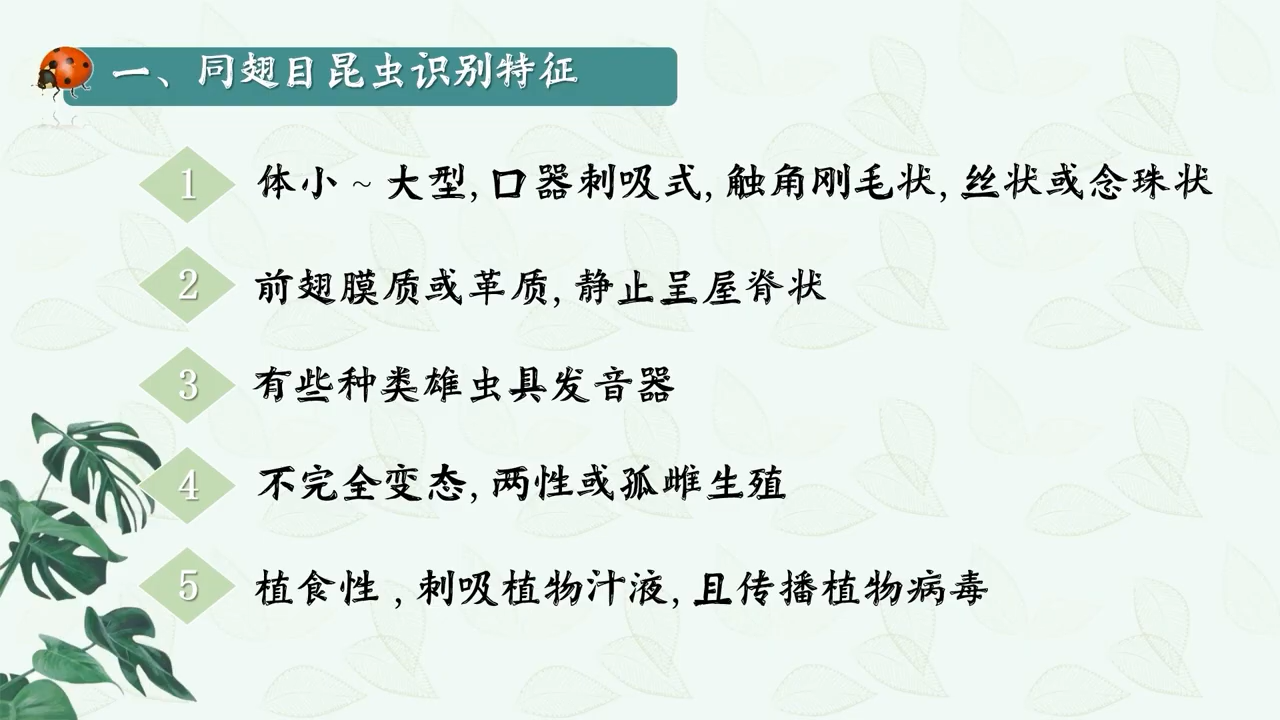 一、同翅目昆虫识别特征
1 体小~大型,口器刺吸式,触角刚毛状,丝状或念珠状
2 前翅膜质或革质,静止呈屋脊状
3 有些种类雄虫具发音器
4 不完全变态,两性或孤雌生殖
5 植食性,刺吸植物汁液,且传播植物病毒